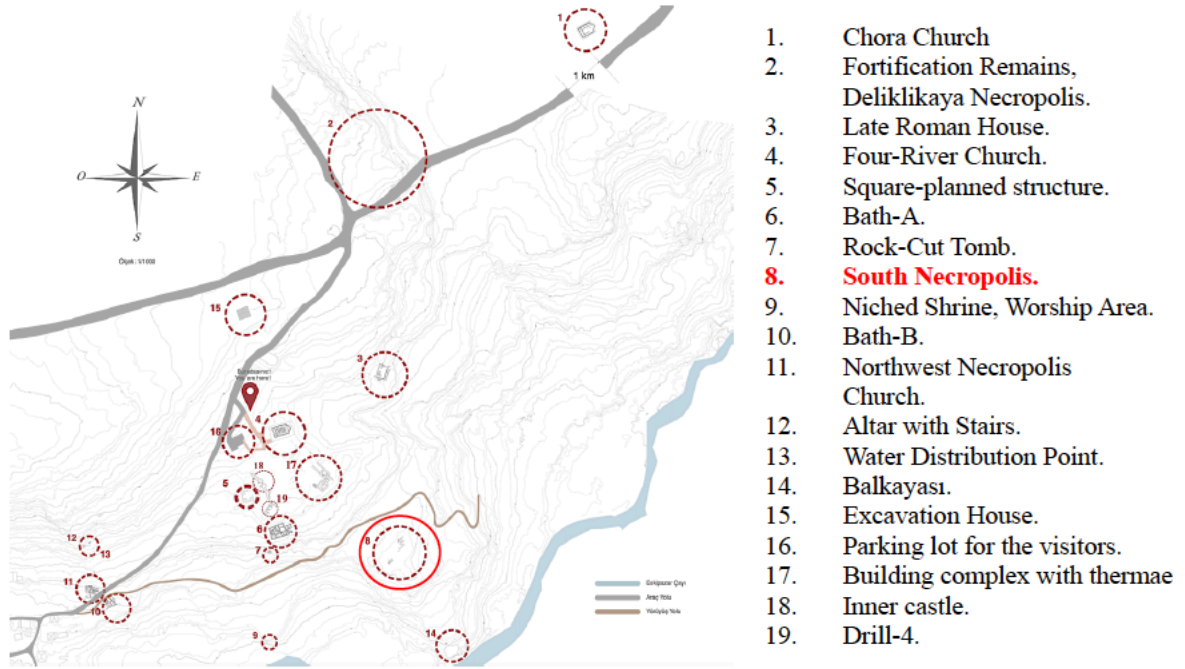 1
1 km
2
N
O
E
S
Ölçek: 1/1000
15
3
You are here!
4
16
18
17
5
19
6
7
8
12
13
11
10
9
14
Eskipazar Çayı
Araç Yolu
Yürüyüş Yolu
1. Chora Church
2. Fortification Remains,
Deliklikaya Necropolis.
3. Late Roman House.
4. Four-River Church.
5. Square-planned structure.
6. Bath-A.
7. Rock-Cut Tomb.
8. South Necropolis.
9. Niched Shrine, Worship Area.
10. Bath-B.
11. Northwest Necropolis
Church.
12. Altar with Stairs.
13. Water Distribution Point.
14. Balkayası.
15. Excavation House.
16. Parking lot for the visitors.
17. Building complex with thermae
18. Inner castle.
19. Drill-4.